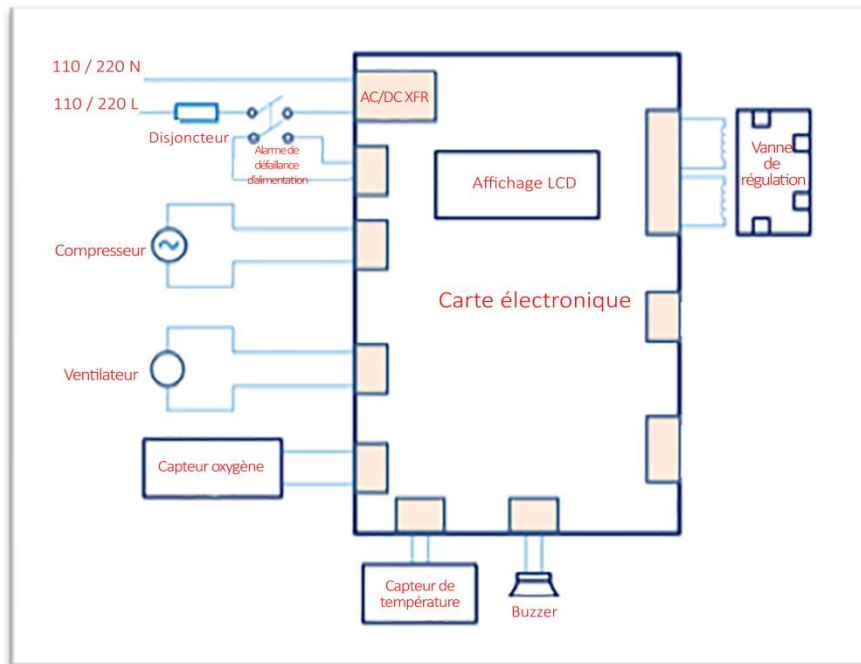 110 / 220 N
110 / 220 L
Disjoncteur
Alarme de
défaillance
d'alimentation
AC/DC XFR
Affichage LCD
Vanne
de
régulation
Compresseur
Carte électronique
Ventilateur
Capteur oxygène
Capteur de
température
Buzzer